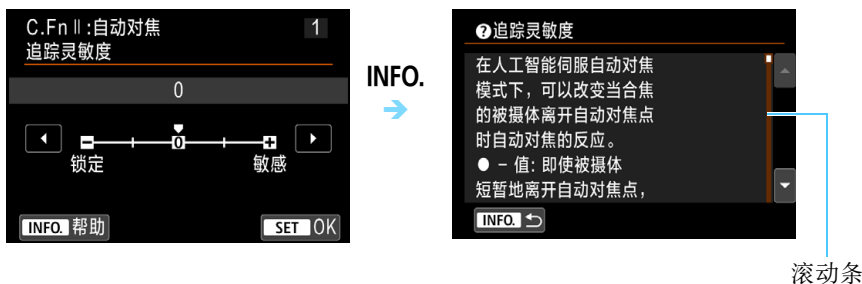 C.Fn II :自动对焦 1
追踪灵敏度
0
0
锁定 敏感
INFO. 帮助 SET OK
INFO.
?追踪灵敏度
在人工智能伺服自动对焦
模式下，可以改变当合焦
的被摄体离开自动对焦点
时自动对焦的反应。
● － 值: 即使被摄体
短暂地离开自动对焦点，
INFO.
滚动条